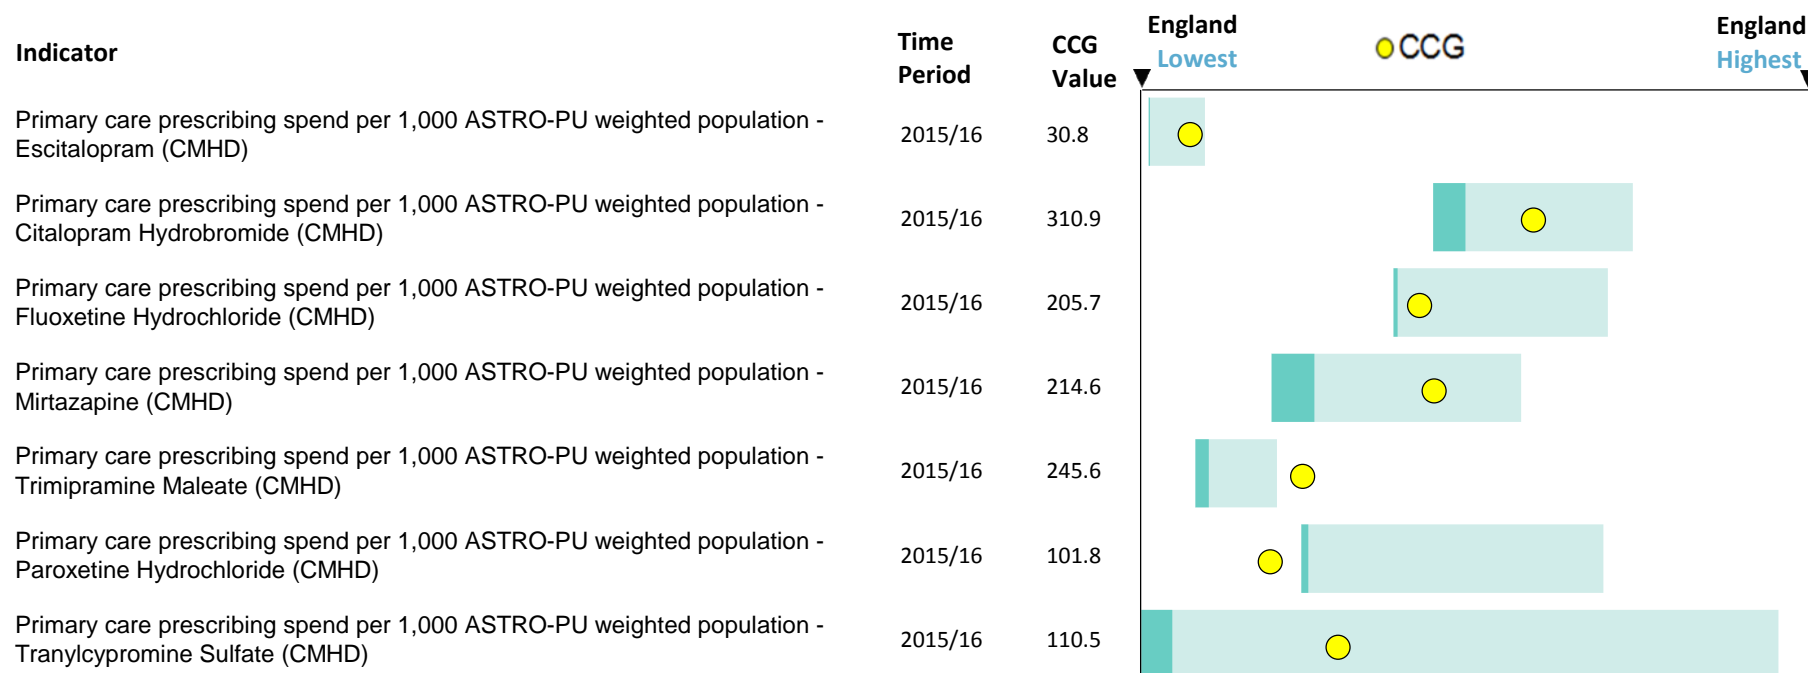 Indicator
Time Period
CCG Value
England Lowest
CCG
England Highest
Primary care prescribing spend per 1,000 ASTRO-PU weighted population -
Escitalopram (CMHD)
2015/16
30.8
Primary care prescribing spend per 1,000 ASTRO-PU weighted population -
Citalopram Hydrobromide (CMHD)
2015/16
310.9
Primary care prescribing spend per 1,000 ASTRO-PU weighted population -
Fluoxetine Hydrochloride (CMHD)
2015/16
205.7
Primary care prescribing spend per 1,000 ASTRO-PU weighted population -
Mirtazapine (CMHD)
2015/16
214.6
Primary care prescribing spend per 1,000 ASTRO-PU weighted population -
Trimipramine Maleate (CMHD)
2015/16
245.6
Primary care prescribing spend per 1,000 ASTRO-PU weighted population -
Paroxetine Hydrochloride (CMHD)
2015/16
101.8
Primary care prescribing spend per 1,000 ASTRO-PU weighted population -
Tranylcypromine Sulfate (CMHD)
2015/16
110.5